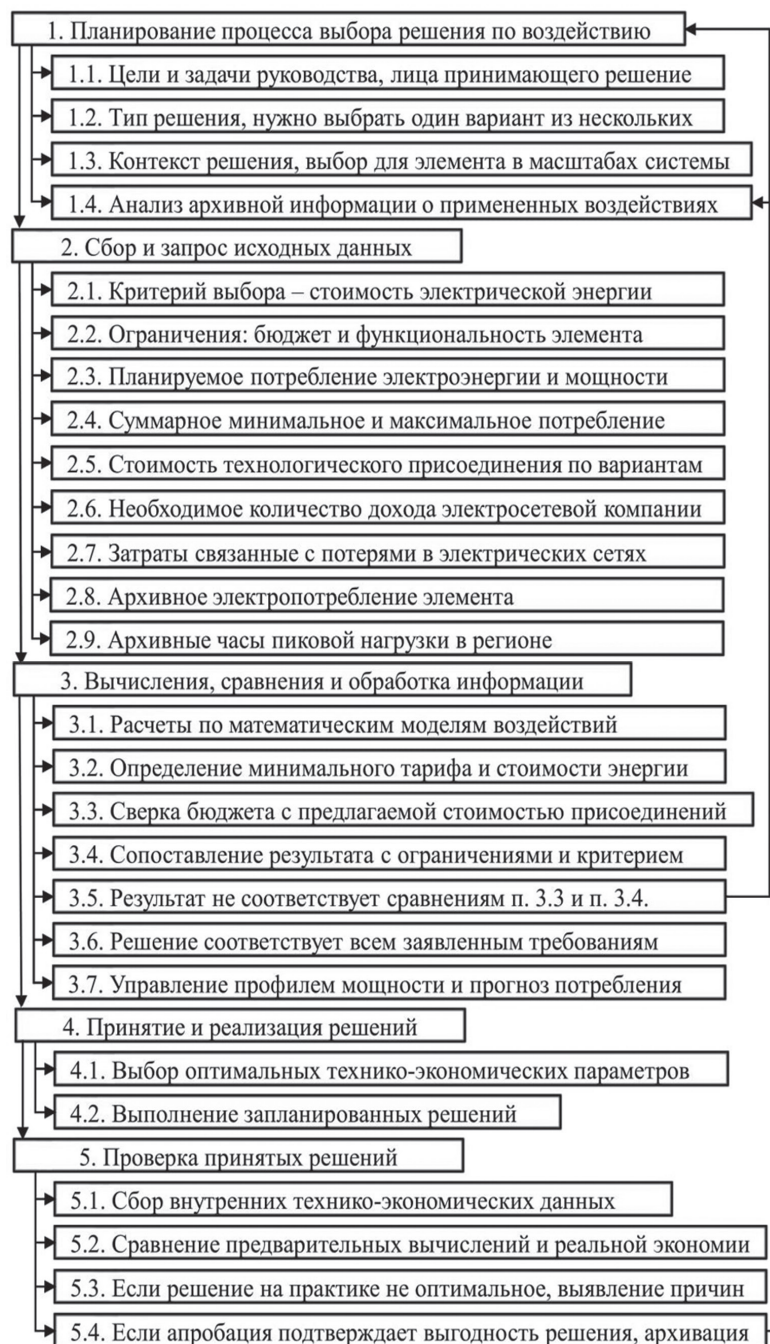 1. Планирование процесса выбора решения по воздействию
1.1. Цели и задачи руководства, лица принимающего решение
1.2. Тип решения, нужно выбрать один вариант из нескольких
1.3. Контекст решения, выбор для элемента в масштабах системы
1.4. Анализ архивной информации о примененных воздействиях
2. Сбор и запрос исходных данных
2.1. Критерий выбора – стоимость электрической энергии
2.2. Ограничения: бюджет и функциональность элемента
2.3. Планируемое потребление электроэнергии и мощности
2.4. Суммарное минимальное и максимальное потребление
2.5. Стоимость технологического присоединения по вариантам
2.6. Необходимое количество дохода электросетевой компании
2.7. Затраты связанные с потерями в электрических сетях
2.8. Архивное электропотребление элемента
2.9. Архивные часы пиковой нагрузки в регионе
3. Вычисления, сравнения и обработка информации
3.1. Расчеты по математическим моделям воздействий
3.2. Определение минимального тарифа и стоимости энергии
3.3. Сверка бюджета с предлагаемой стоимостью присоединений
3.4. Сопоставление результата с ограничениями и критерием
3.5. Результат не соответствует сравнениям п. 3.3 и п. 3.4.
3.6. Решение соответствует всем заявленным требованиям
3.7. Управление профилем мощности и прогноз потребления
4. Принятие и реализация решений
4.1. Выбор оптимальных технико-экономических параметров
4.2. Выполнение запланированных решений
5. Проверка принятых решений
5.1. Сбор внутренних технико-экономических данных
5.2. Сравнение предварительных вычислений и реальной экономии
5.3. Если решение на практике не оптимальное, выявление причин
5.4. Если апробация подтверждает выгодность решения, архивация